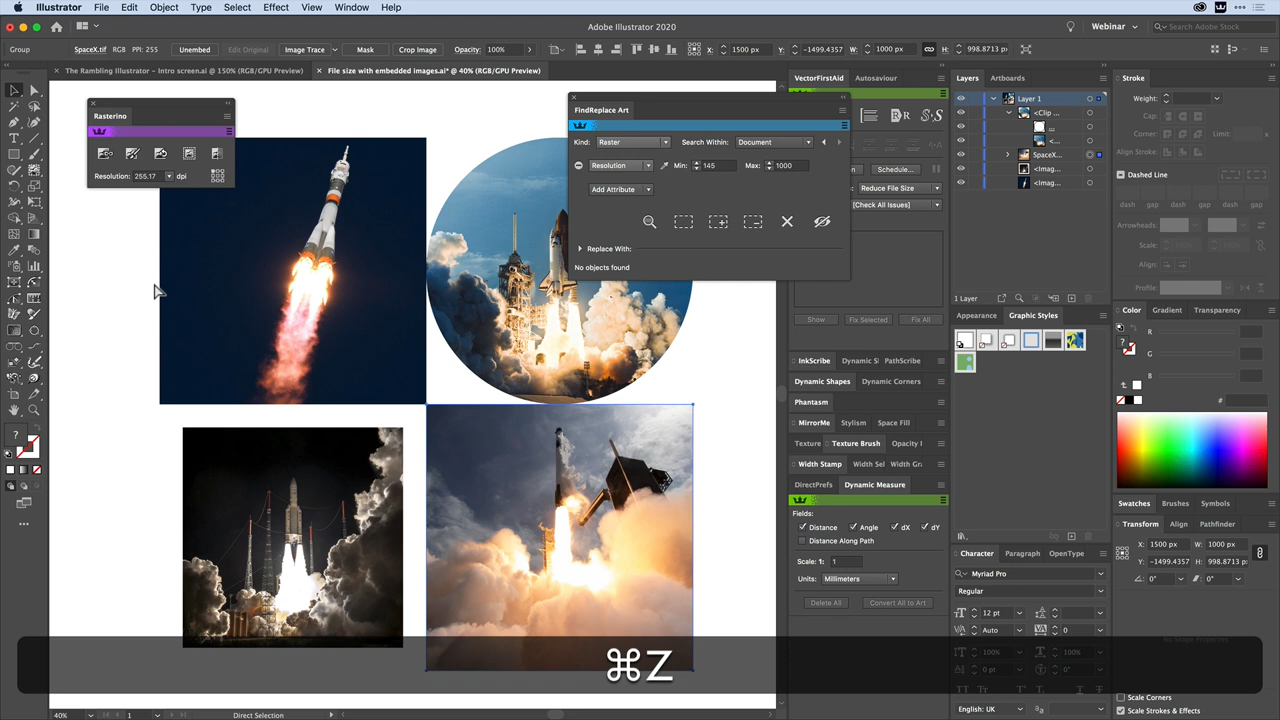 Illustrator File Edit Object Type Select Effect View Window Help
Adobe Illustrator 2020
Webinar
Search Adobe Stock
Group SpaceX.tif RGB PPI: 255 Unembed Edit Original Image Trace Mask Crop Image Opacity: 100% X: 1500 px Y: -1499.4357 W: 1000 px H: 998.8713 px
The Rambling Illustrator - Intro screen.ai @ 150% (RGB/GPU Preview)
File size with embedded images.ai* @ 40% (RGB/GPU Preview)
Rasterino
Resolution: 255.17 dpi
FindReplace Art
Kind: Raster Search Within: Document
Resolution Min: 145 Max: 1000
Add Attribute
Replace With:
No objects found
VectorFirstAid Autosaviour
Schedule...
Reduce File Size
[Check All Issues]
Show Fix Selected Fix All
InkScribe Dynamic S PathScribe
Dynamic Shapes Dynamic Corners
Phantasm
MirrorMe Stylism Space Fill
Texture Texture Brush Opacity
Width Stamp Width Sel Width Gr
DirectPrefs Dynamic Measure
Fields:
Distance Angle dX dY
Distance Along Path
Scale: 1: 1
Units: Millimeters
Delete All Convert All to Art
Layers Artboards
Layer 1
<Clip ...
...
<...
SpaceX...
<Imag...
<Imag...
1 Layer
Appearance Graphic Styles
Character Paragraph OpenType
Myriad Pro
Regular
12 pt
Auto 0
100% 100%
0 pt 0°
English: UK
Stroke
Weight:
Cap:
Corner: Limit:
Align Stroke:
Dashed Line
dash gap dash gap dash gap
Arrowheads:
Scale: 100% 100%
Align:
Profile:
Color Gradient Transparency
R
G
B
#
Swatches Brushes Symbols
Transform Align Pathfinder
X: 1500 px W: 1000 px
Y: -1499.4357 H: 998.8713 p
0° 0°
Scale Corners
Scale Strokes & Effects
⌘Z
40% 1 Direct Selection